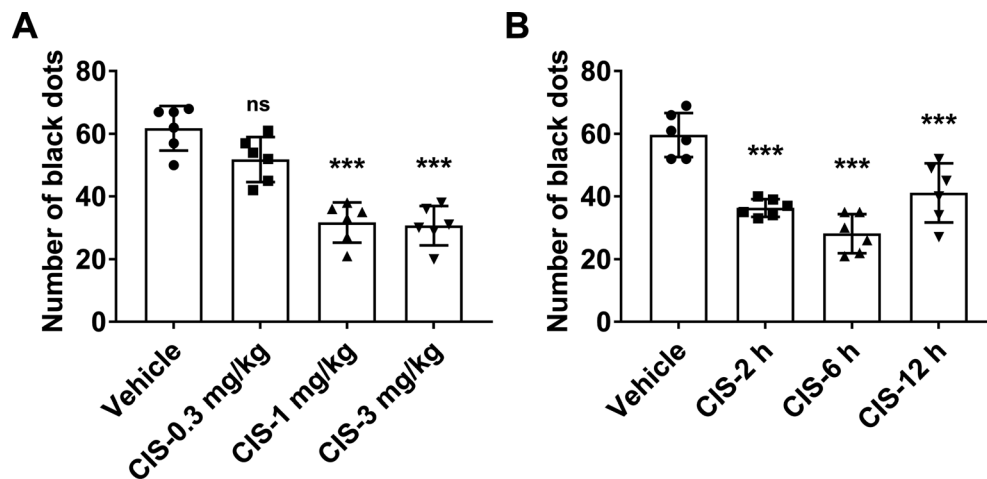 A
Number of black dots
80
60
40
20
0
ns
***
***
Vehicle
CIS-0.3 mg/kg
CIS-1 mg/kg
CIS-3 mg/kg
B
Number of black dots
80
60
40
20
0
***
***
***
Vehicle
CIS-2 h
CIS-6 h
CIS-12 h